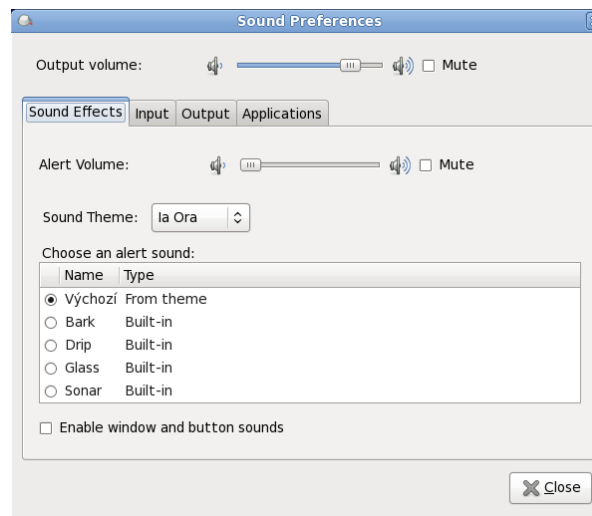 Sound Preferences
Output volume: Mute
Sound Effects Input Output Applications
Alert Volume: Mute
Sound Theme: Ia Ora
Choose an alert sound:
Name Type
Výchozí From theme
Bark Built-in
Drip Built-in
Glass Built-in
Sonar Built-in
Enable window and button sounds
Close